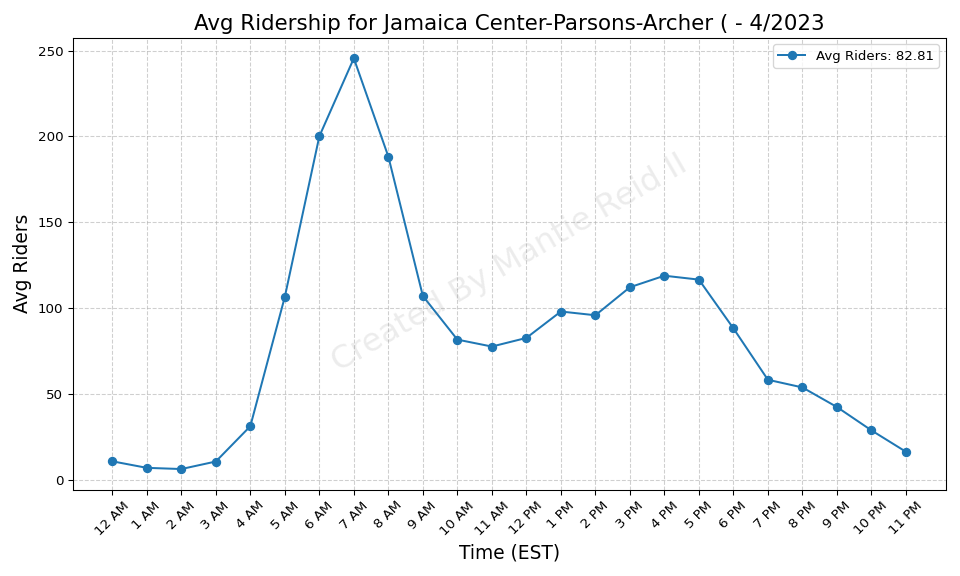 Avg Ridership for Jamaica Center-Parsons-Archer ( - 4/2023
Avg Riders: 82.81
250
200
150
100
50
0
Avg Riders
Created By Mantle Reid II
12 AM
1 AM
2 AM
3 AM
4 AM
5 AM
6 AM
7 AM
8 AM
9 AM
10 AM
11 AM
12 PM
1 PM
2 PM
3 PM
4 PM
5 PM
6 PM
7 PM
8 PM
9 PM
10 PM
11 PM
Time (EST)